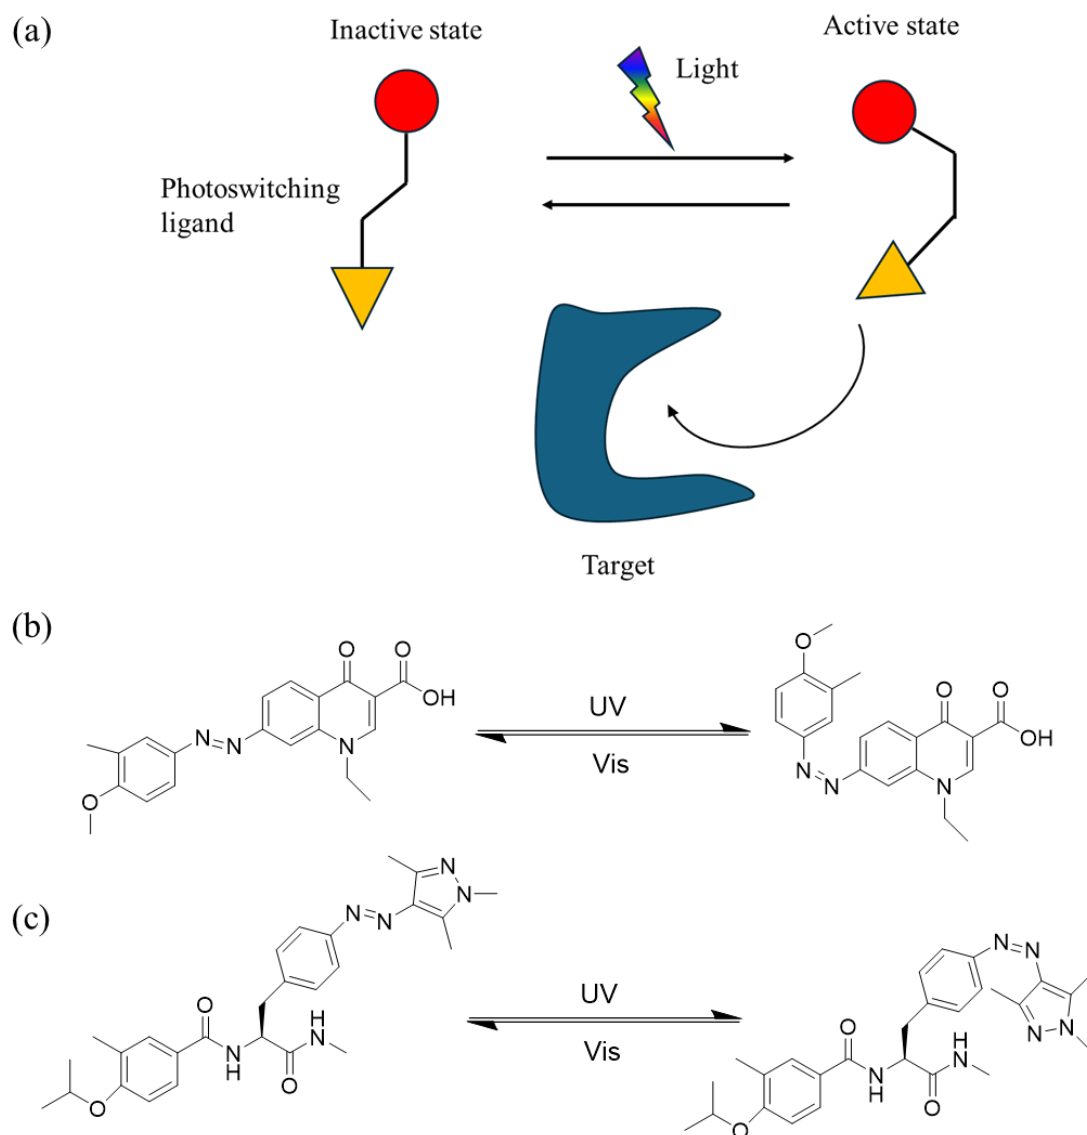 (a)
Inactive state
Active state
Light
Photoswitching
ligand
Target
(b)
O
O
OH
N
N
N
O
UV
Vis
O
O
O
OH
N
N
N
(c)
N
N
N
N
O
N
H
H
N
O
O
UV
Vis
N
N
N
N
O
N
H
H
N
O
O